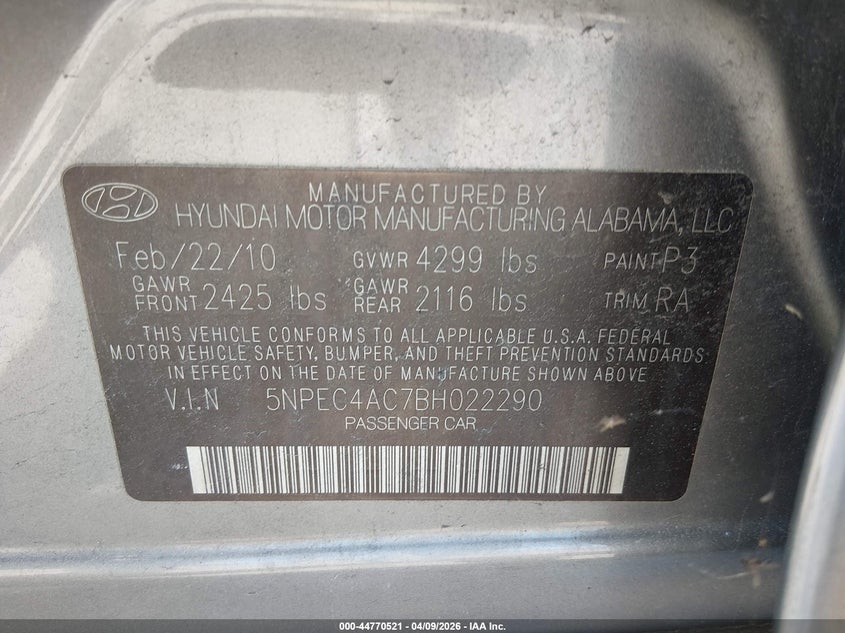 MANUFACTURED BY
HYUNDAI MOTOR MANUFACTURING ALABAMA, LLC
Feb/22/10 GVWR 4299 lbs PAINT P3
GAWR FRONT 2425 lbs GAWR REAR 2116 lbs TRIM RA
THIS VEHICLE CONFORMS TO ALL APPLICABLE U.S.A. FEDERAL
MOTOR VEHICLE SAFETY, BUMPER, AND THEFT PREVENTION STANDARDS
IN EFFECT ON THE DATE OF MANUFACTURE SHOWN ABOVE
V.I.N 5NPEC4AC7BH022290
PASSENGER CAR
000-44770521 - 04/09/2026 - IAA Inc.